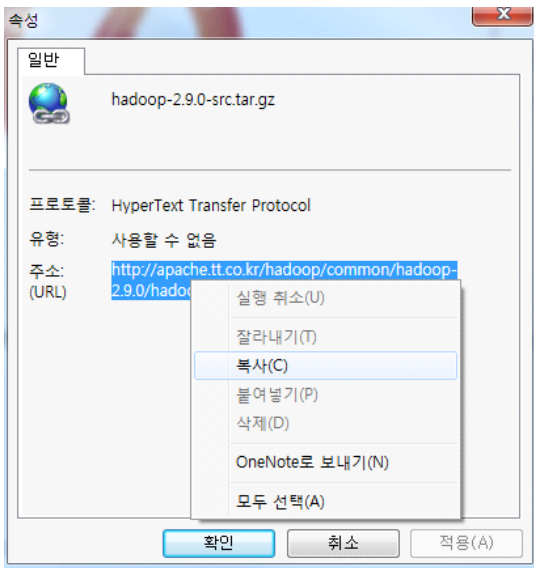 속성
일반
hadoop-2.9.0-src.tar.gz
프로토콜: HyperText Transfer Protocol
유형: 사용할 수 없음
주소: http://apache.tt.co.kr/hadoop/common/hadoop-
(URL) 2.9.0/hadoo
실행 취소(U)
잘라내기(T)
복사(C)
붙여넣기(P)
삭제(D)
OneNote로 보내기(N)
모두 선택(A)
확인 취소 적용(A)